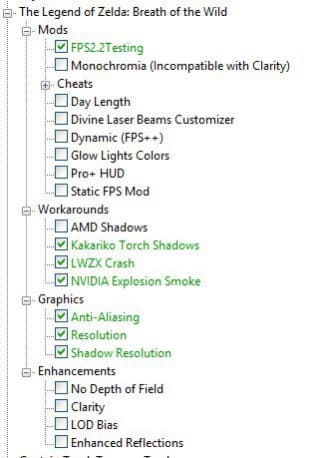 The Legend of Zelda: Breath of the Wild
Mods
FPS2.2Testing
Monochromia (Incompatible with Clarity)
Cheats
Day Length
Divine Laser Beams Customizer
Dynamic (FPS++)
Glow Lights Colors
Pro+ HUD
Static FPS Mod
Workarounds
AMD Shadows
Kakariko Torch Shadows
LWZX Crash
NVIDIA Explosion Smoke
Graphics
Anti-Aliasing
Resolution
Shadow Resolution
Enhancements
No Depth of Field
Clarity
LOD Bias
Enhanced Reflections